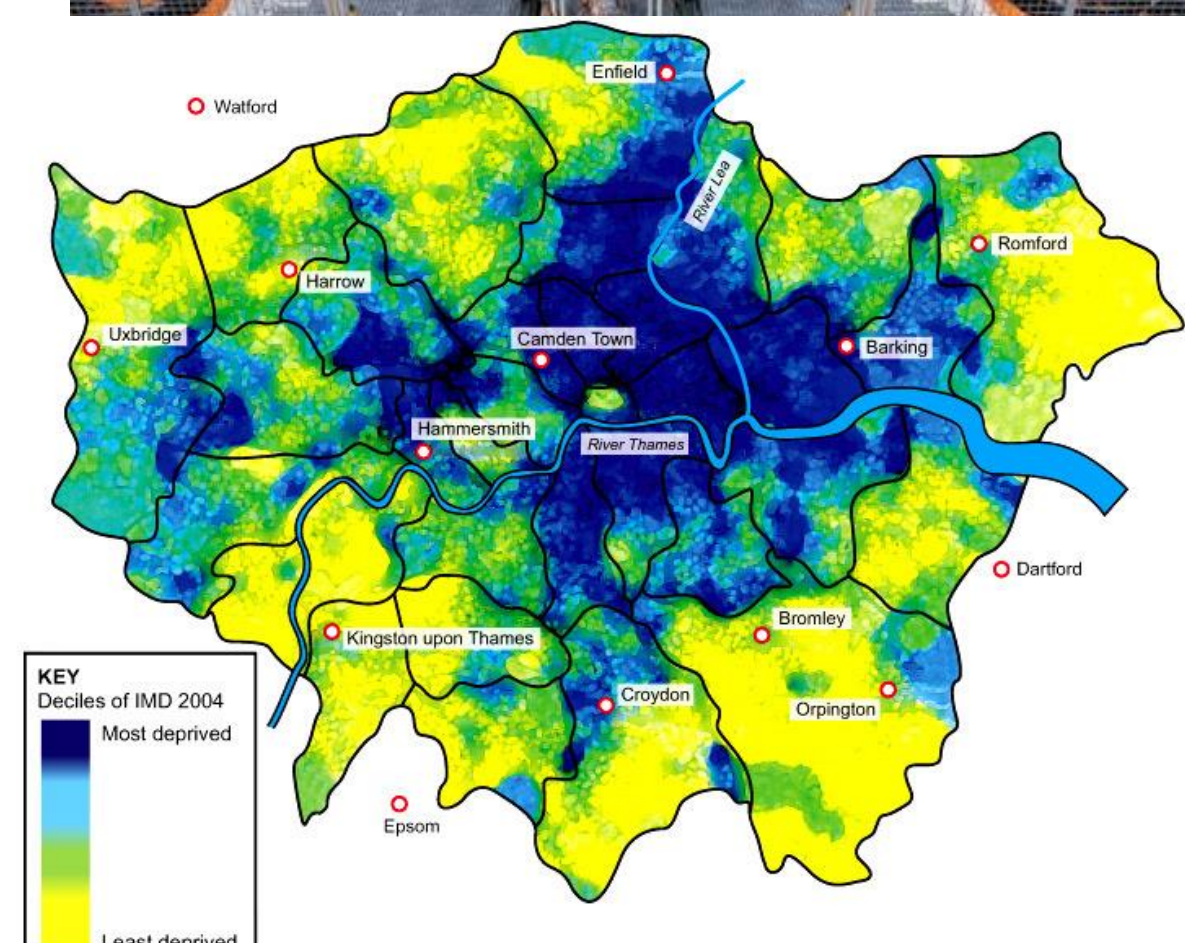 Enfield
Watford
River Lea
Romford
Harrow
Uxbridge
Camden Town
Barking
Hammersmith
River Thames
Dartford
Bromley
Kingston upon Thames
Croydon
Orpington
Epsom
KEY
Deciles of IMD 2004
Most deprived
Least deprived